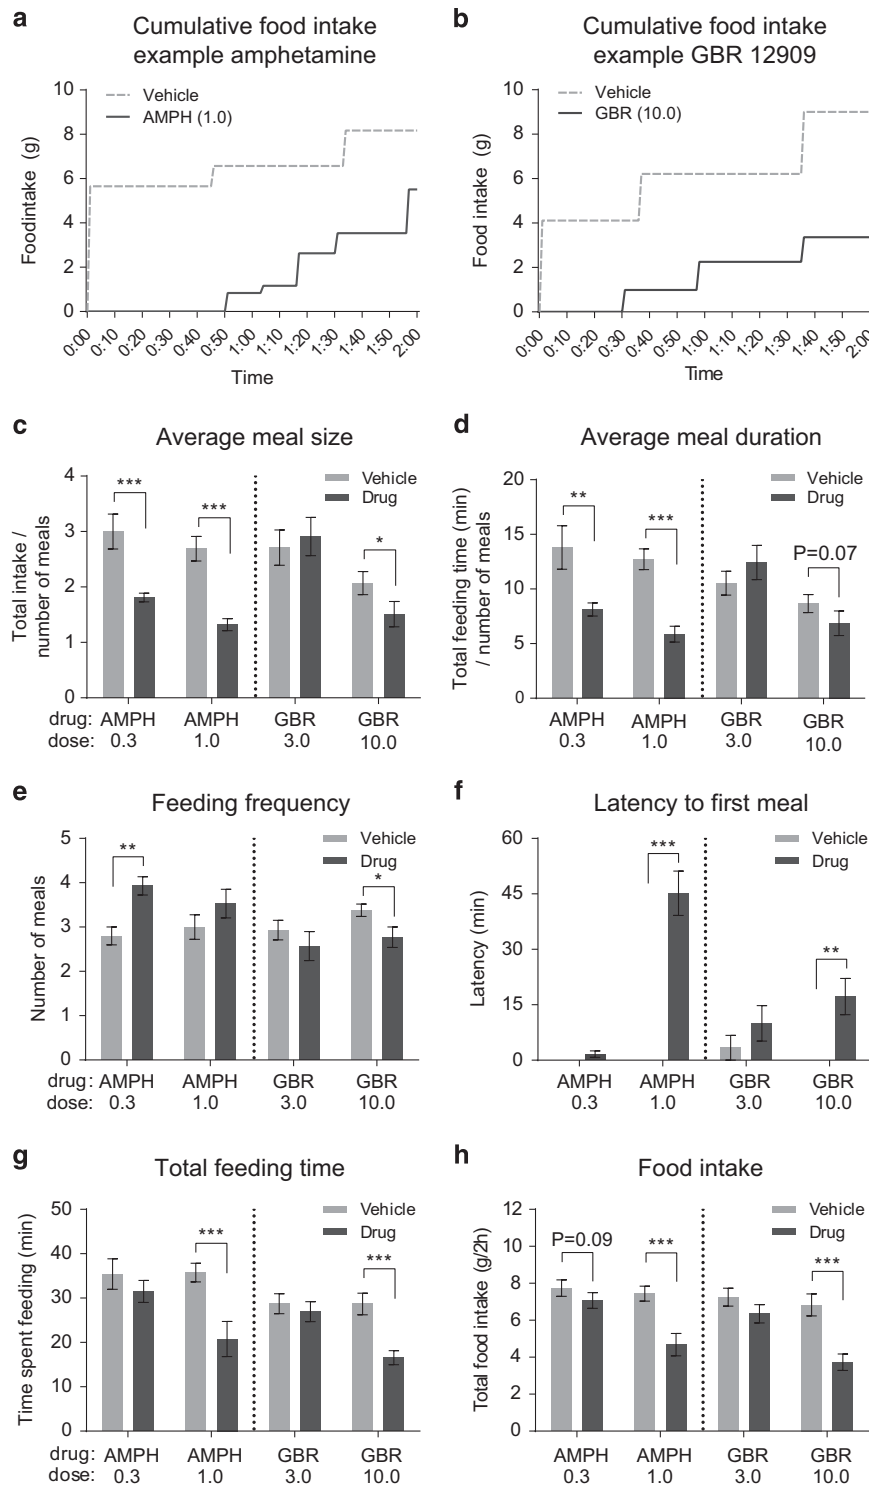 a
Cumulative food intake
example amphetamine
10
8
6
4
2
0
Foodintake (g)
Vehicle
AMPH (1.0)
0:00 0:10 0:20 0:30 0:40 0:50 1:00 1:10 1:20 1:30 1:40 1:50 2:00
Time
b
Cumulative food intake
example GBR 12909
10
8
6
4
2
0
Food intake (g)
Vehicle
GBR (10.0)
0:00 0:10 0:20 0:30 0:40 0:50 1:00 1:10 1:20 1:30 1:40 1:50 2:00
Time
c
Average meal size
4
3
2
1
0
Total intake /
number of meals
Vehicle
Drug
*** *** *
drug: AMPH AMPH GBR GBR
dose: 0.3 1.0 3.0 10.0
d
Average meal duration
20
15
10
5
0
Total feeding time (min)
/ number of meals
Vehicle
Drug
** *** P=0.07
AMPH AMPH GBR GBR
0.3 1.0 3.0 10.0
e
Feeding frequency
5
4
3
2
1
0
Number of meals
Vehicle
Drug
** *
drug: AMPH AMPH GBR GBR
dose: 0.3 1.0 3.0 10.0
f
Latency to first meal
60
45
30
15
0
Latency (min)
Vehicle
Drug
*** **
AMPH AMPH GBR GBR
0.3 1.0 3.0 10.0
g
Total feeding time
50
40
30
20
10
0
Time spent feeding (min)
Vehicle
Drug
*** ***
drug: AMPH AMPH GBR GBR
dose: 0.3 1.0 3.0 10.0
h
Food intake
12
10
8
6
4
2
0
Total food intake (g/2h)
Vehicle
Drug
P=0.09 *** ***
AMPH AMPH GBR GBR
0.3 1.0 3.0 10.0